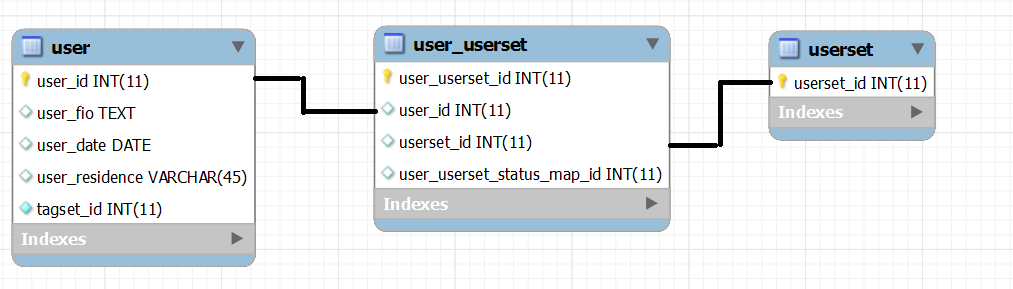 user
user_id INT(11)
user_fio TEXT
user_date DATE
user_residence VARCHAR(45)
tagset_id INT(11)
Indexes
user_userset
user_userset_id INT(11)
user_id INT(11)
userset_id INT(11)
user_userset_status_map_id INT(11)
Indexes
userset
userset_id INT(11)
Indexes